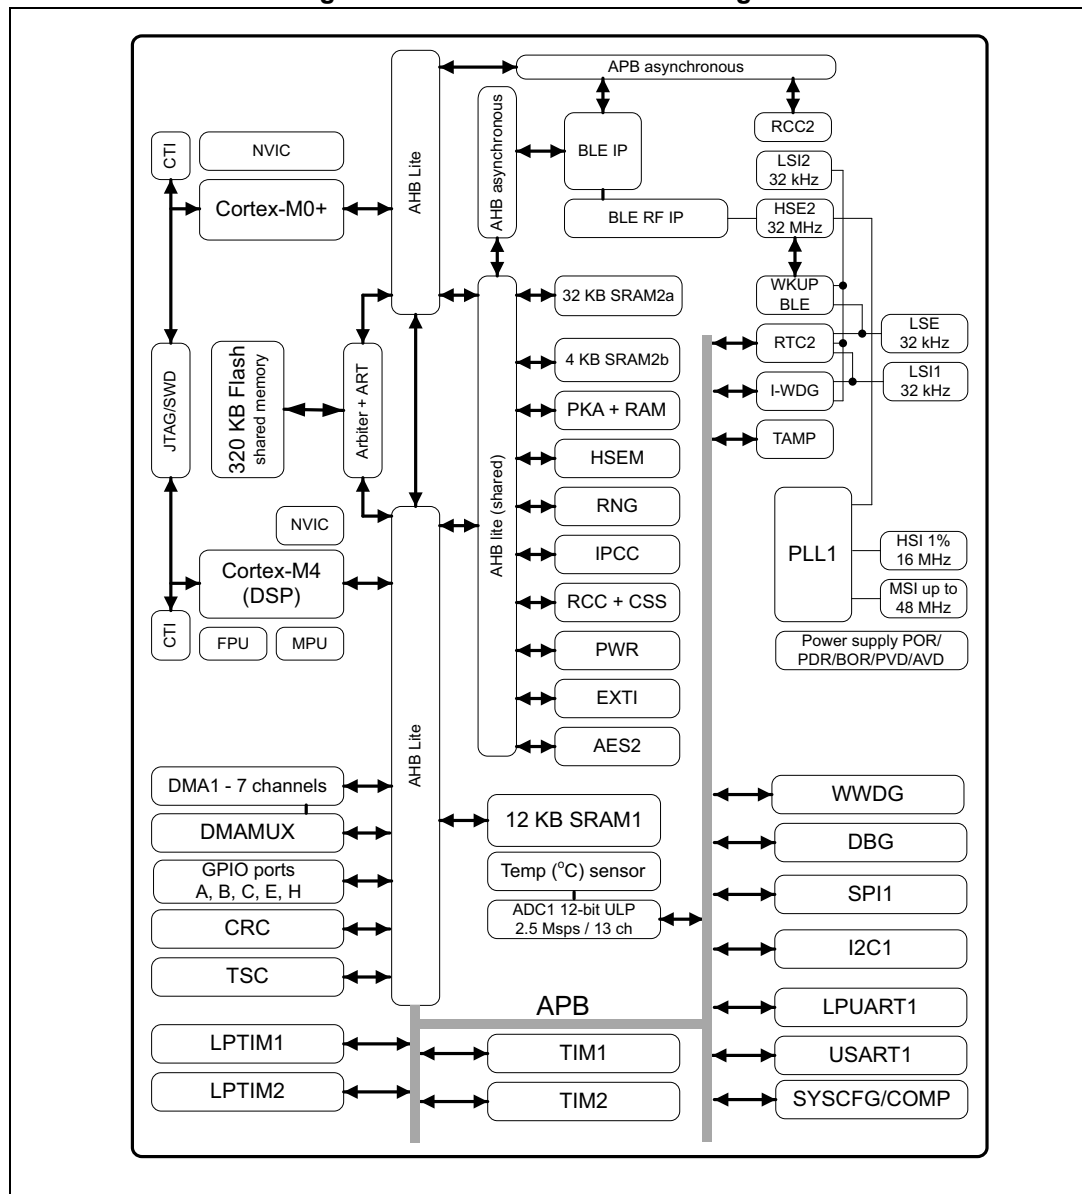 APB asynchronous
AHB Lite
AHB asynchronous
BLE IP
RCC2
CTI
NVIC
LSI2
32 kHz
Cortex-M0+
BLE RF IP
HSE2
32 MHz
32 KB SRAM2a
WKUP
BLE
LSE
32 kHz
RTC2
4 KB SRAM2b
JTAG/SWD
320 KB Flash
shared memory
Arbiter + ART
LSI1
32 kHz
I-WDG
PKA + RAM
TAMP
HSEM
AHB lite (shared)
RNG
NVIC
IPCC
PLL1
HSI 1%
16 MHz
Cortex-M4
(DSP)
RCC + CSS
MSI up to
48 MHz
CTI
FPU
MPU
PWR
Power supply POR/
PDR/BOR/PVD/AVD
EXTI
AES2
AHB Lite
DMA1 - 7 channels
WWDG
DMAMUX
12 KB SRAM1
DBG
GPIO ports
A, B, C, E, H
Temp (°C) sensor
SPI1
ADC1 12-bit ULP
2.5 Msps / 13 ch
CRC
I2C1
TSC
APB
LPUART1
LPTIM1
TIM1
USART1
LPTIM2
TIM2
SYSCFG/COMP